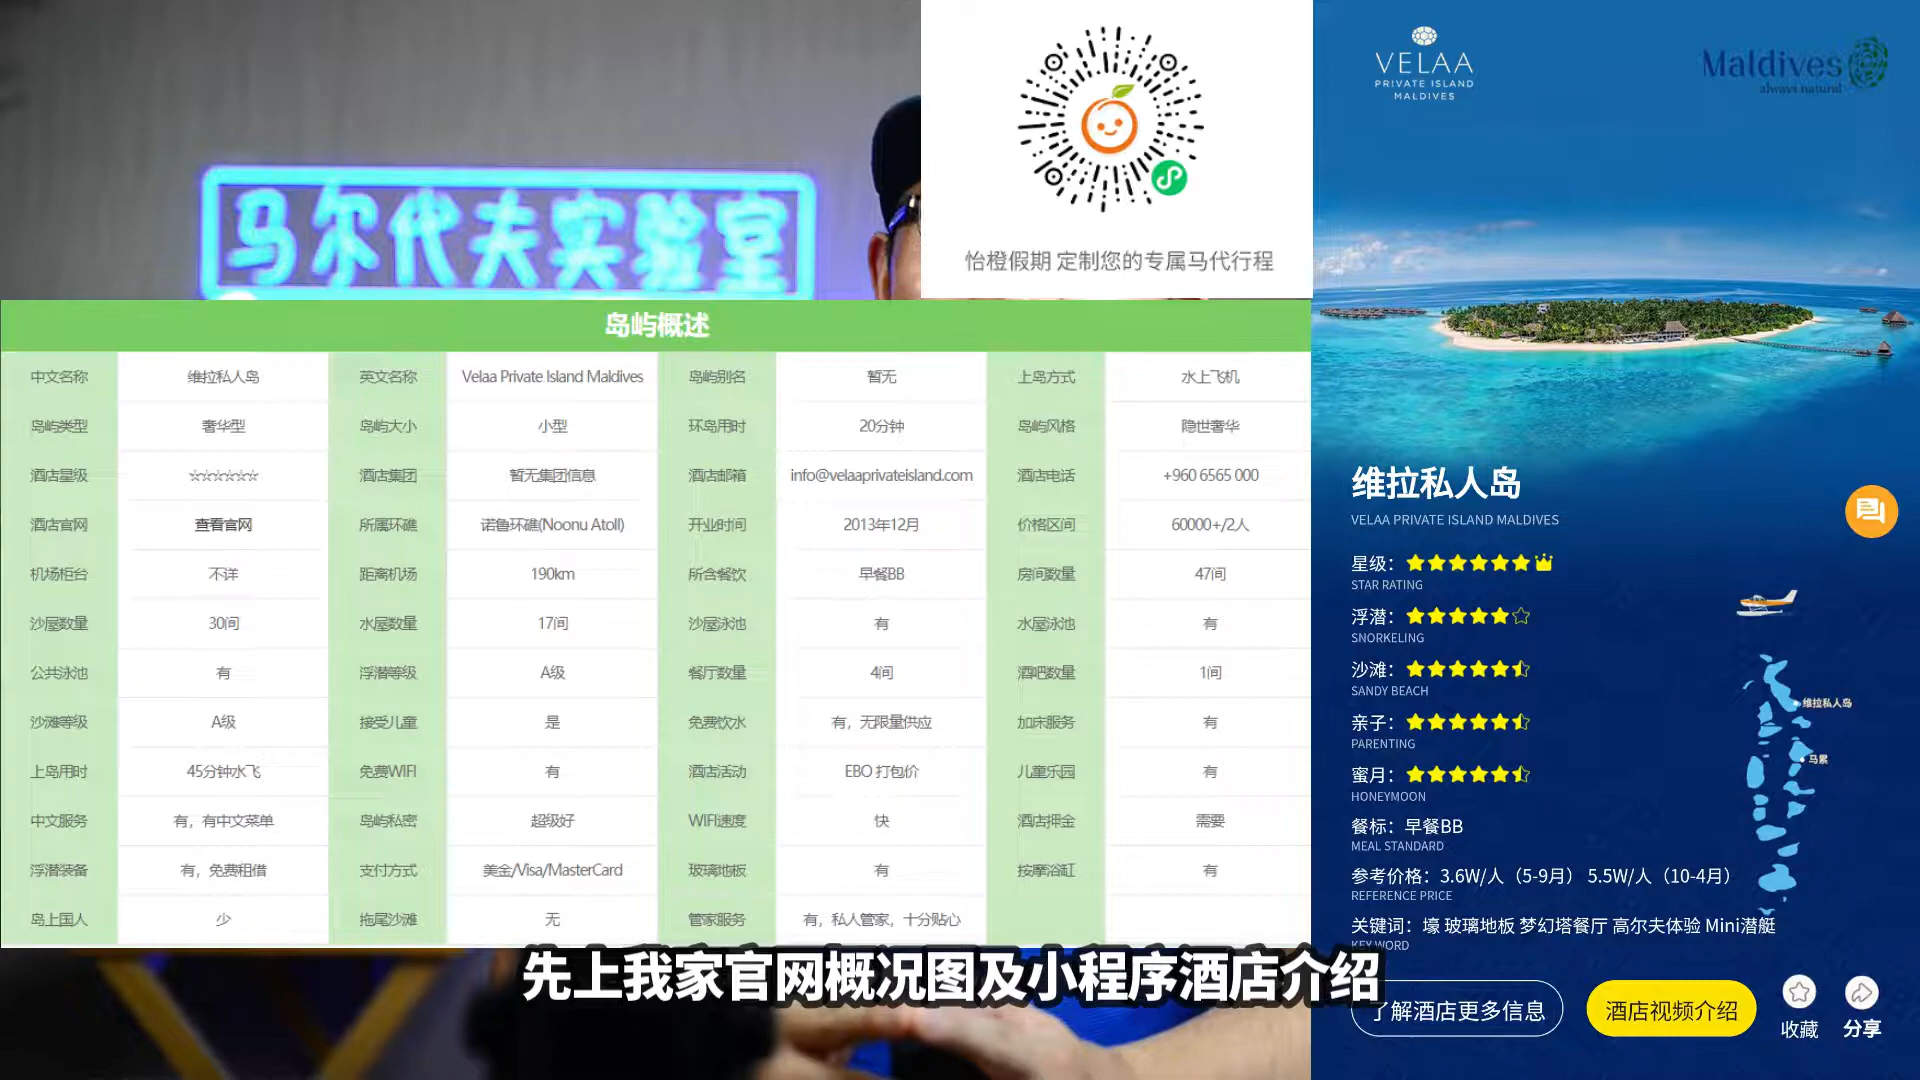 马尔代夫实验室
怡橙假期 定制您的专属马代行程
岛屿概述
中文名称 维拉私人岛 英文名称 Velaa Private Island Maldives 岛屿别名 暂无 上岛方式 水上飞机
岛屿类型 奢华型 岛屿大小 小型 环岛用时 20分钟 岛屿风格 隐世奢华
酒店星级 ☆☆☆☆☆☆ 酒店集团 暂无集团信息 酒店邮箱 info@velaaprivateisland.com 酒店电话 +960 6565 000
酒店官网 查看官网 所属环礁 诺鲁环礁(Noonu Atoll) 开业时间 2013年12月 价格区间 60000+/2人
机场柜台 不详 距离机场 190km 所含餐饮 早餐BB 房间数量 47间
沙屋数量 30间 水屋数量 17间 沙屋泳池 有 水屋泳池 有
公共泳池 有 浮潜等级 A级 餐厅数量 4间 酒吧数量 1间
沙滩等级 A级 接受儿童 是 免费饮水 有，无限量供应 加床服务 有
上岛用时 45分钟水飞 免费WIFI 有 酒店活动 EBO 打包价 儿童乐园 有
中文服务 有，有中文菜单 岛屿私密 超级好 WIFI速度 快 酒店押金 需要
浮潜装备 有，免费租借 支付方式 美金/Visa/MasterCard 玻璃地板 有 按摩浴缸 有
岛上国人 少 拖尾沙滩 无 管家服务 有，私人管家，十分贴心
先上我家官网概况图及小程序酒店介绍
VELAA
PRIVATE ISLAND
MALDIVES
Maldives
always natural
维拉私人岛
VELAA PRIVATE ISLAND MALDIVES
星级：
STAR RATING
浮潜：
SNORKELING
沙滩：
SANDY BEACH
亲子：
PARENTING
蜜月：
HONEYMOON
餐标：早餐BB
MEAL STANDARD
参考价格：3.6W/人（5-9月） 5.5W/人（10-4月）
REFERENCE PRICE
关键词：壕 玻璃地板 梦幻塔餐厅 高尔夫体验 Mini潜艇
KEY WORD
维拉私人岛
马累
了解酒店更多信息
酒店视频介绍
收藏
分享